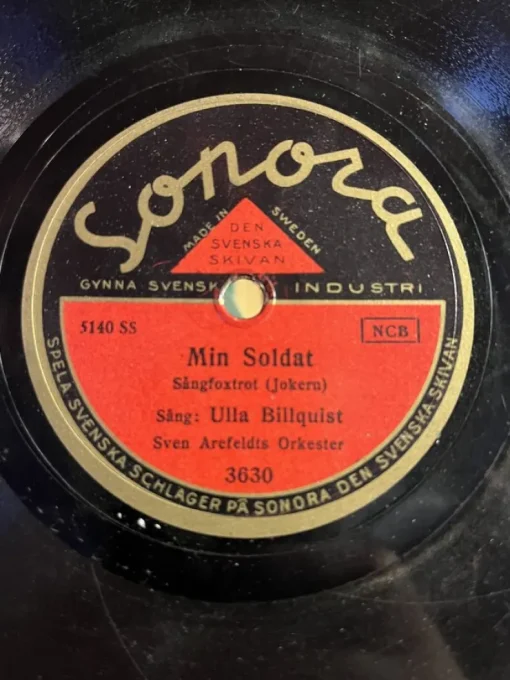 Sonora
MADE IN SWEDEN
DEN
SVENSKA
SKIVAN
GYNNA SVENSK INDUSTRI
5140 SS
NCB
Min Soldat
Sångfoxtrot (Jokern)
Sång: Ulla Billquist
Sven Arefeldts Orkester
3630
SPELA SVENSKA SCHLAGER PÅ SONORA DEN SVENSKA SKIVAN